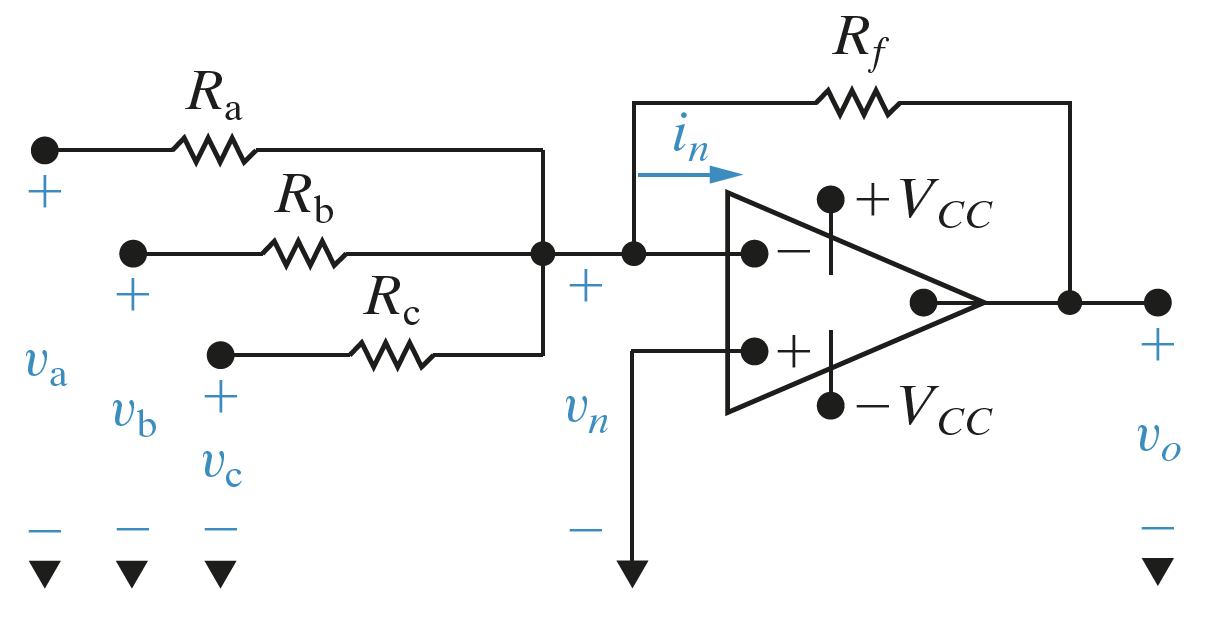 R_f
R_a
i_n
+
R_b
+V_CC
−
+
+
R_c
+
+
+
v_a
v_b
+
v_n
−V_CC
v_c
v_o
−
−
−
−
−